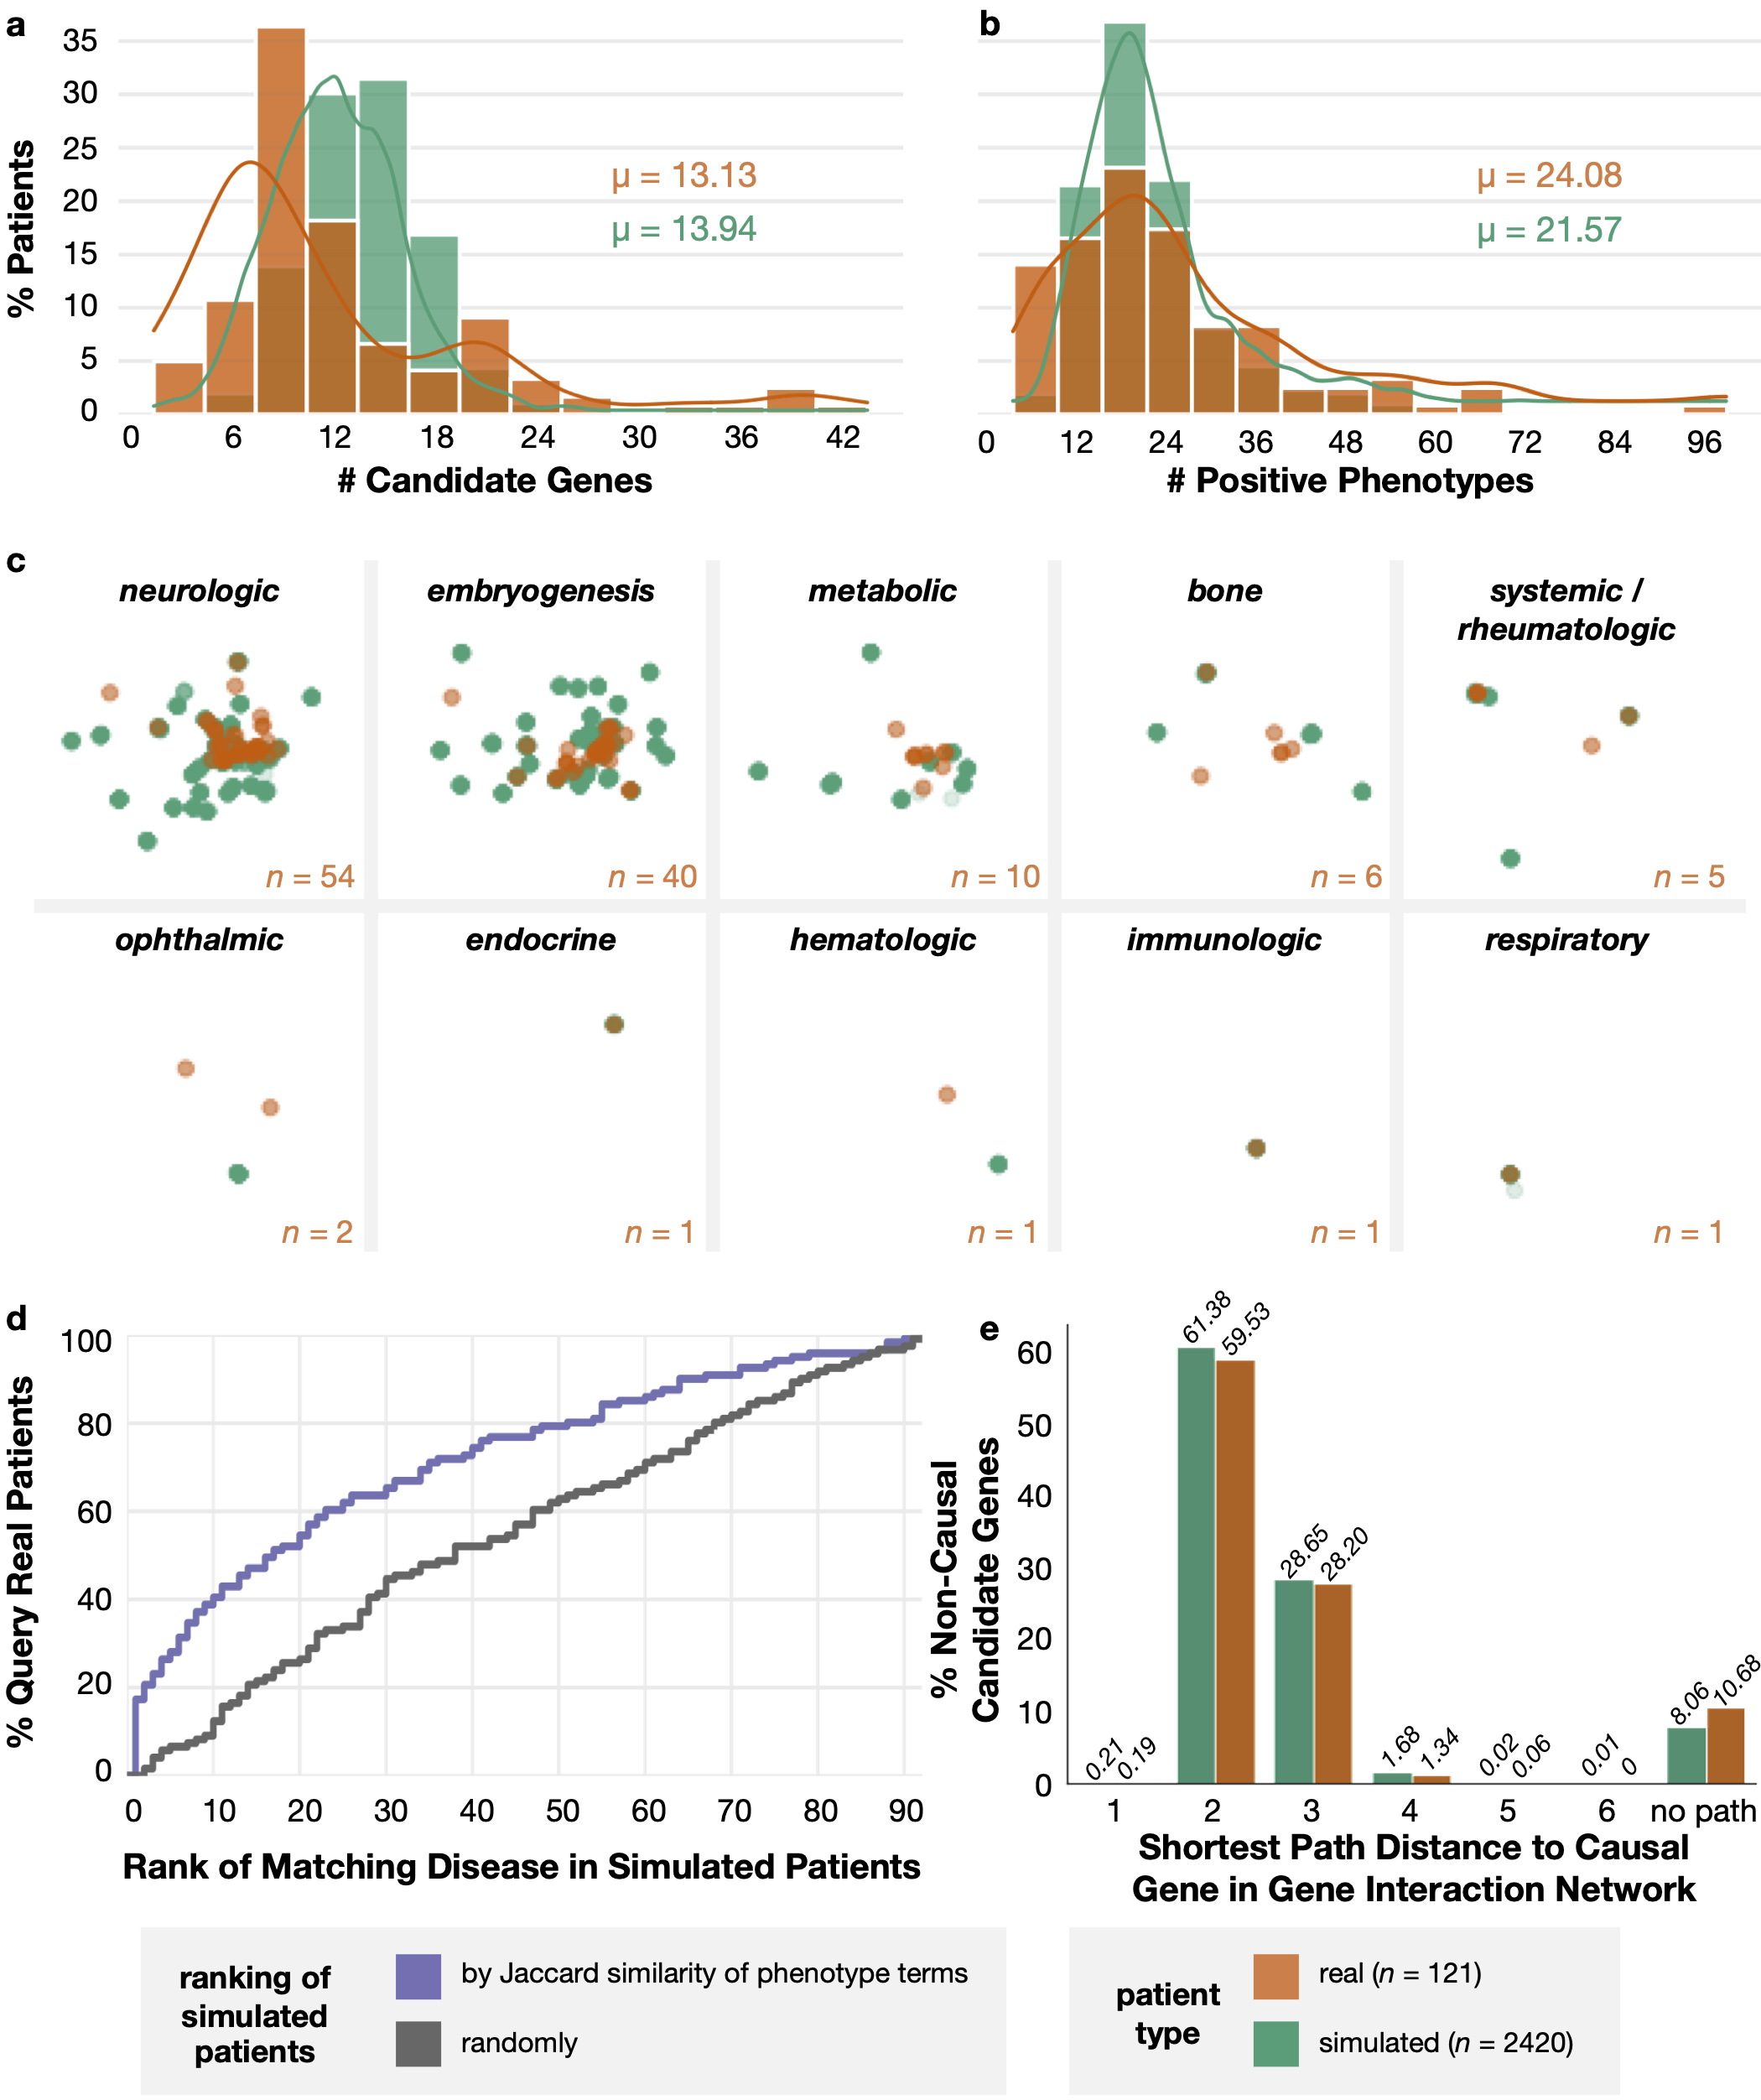 a
b
% Patients
35
30
25
20
15
10
5
0
μ = 13.13
μ = 13.94
0 6 12 18 24 30 36 42
# Candidate Genes
μ = 24.08
μ = 21.57
0 12 24 36 48 60 72 84 96
# Positive Phenotypes
c
neurologic
n = 54
embryogenesis
n = 40
metabolic
n = 10
bone
n = 6
systemic /
rheumatologic
n = 5
ophthalmic
n = 2
endocrine
n = 1
hematologic
n = 1
immunologic
n = 1
respiratory
n = 1
d
% Query Real Patients
100
80
60
40
20
0
0 10 20 30 40 50 60 70 80 90
Rank of Matching Disease in Simulated Patients
e
% Non-Causal
Candidate Genes
60
50
40
30
20
10
0
0.21
0.19
61.38
59.53
28.65
28.20
1.68
1.34
0.02
0.06
0.01
0
8.06
10.68
1 2 3 4 5 6 no path
Shortest Path Distance to Causal
Gene in Gene Interaction Network
ranking of
simulated
patients
by Jaccard similarity of phenotype terms
randomly
patient
type
real (n = 121)
simulated (n = 2420)